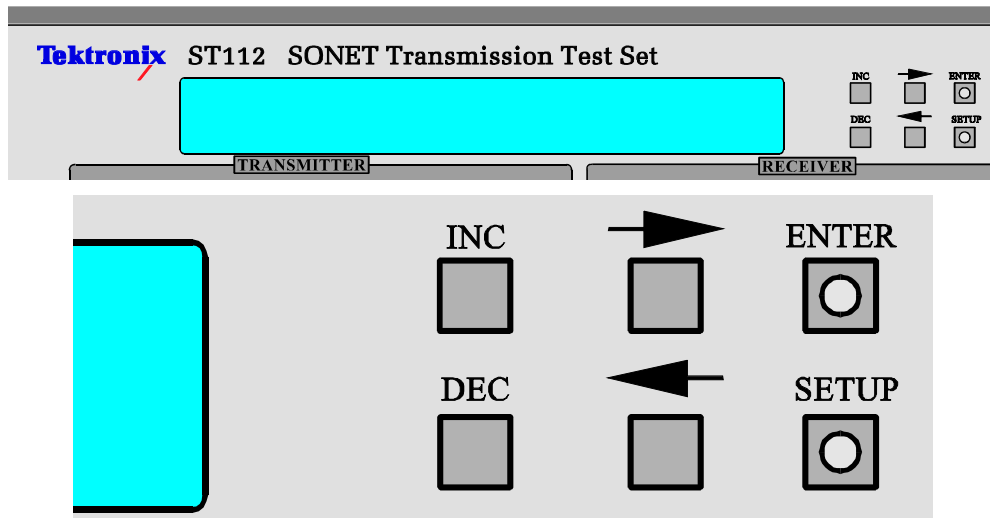 Tektronix ST112 SONET Transmission Test Set
INC ENTER
DEC SETUP
TRANSMITTER RECEIVER
INC ENTER
DEC SETUP